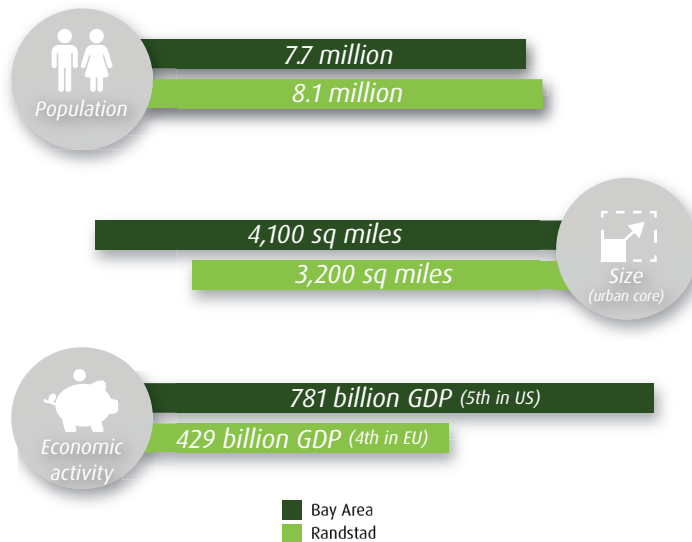 7.7 million
8.1 million
Population
4,100 sq miles
3,200 sq miles
Size
(urban core)
781 billion GDP (5th in US)
429 billion GDP (4th in EU)
Economic
activity
Bay Area
Randstad